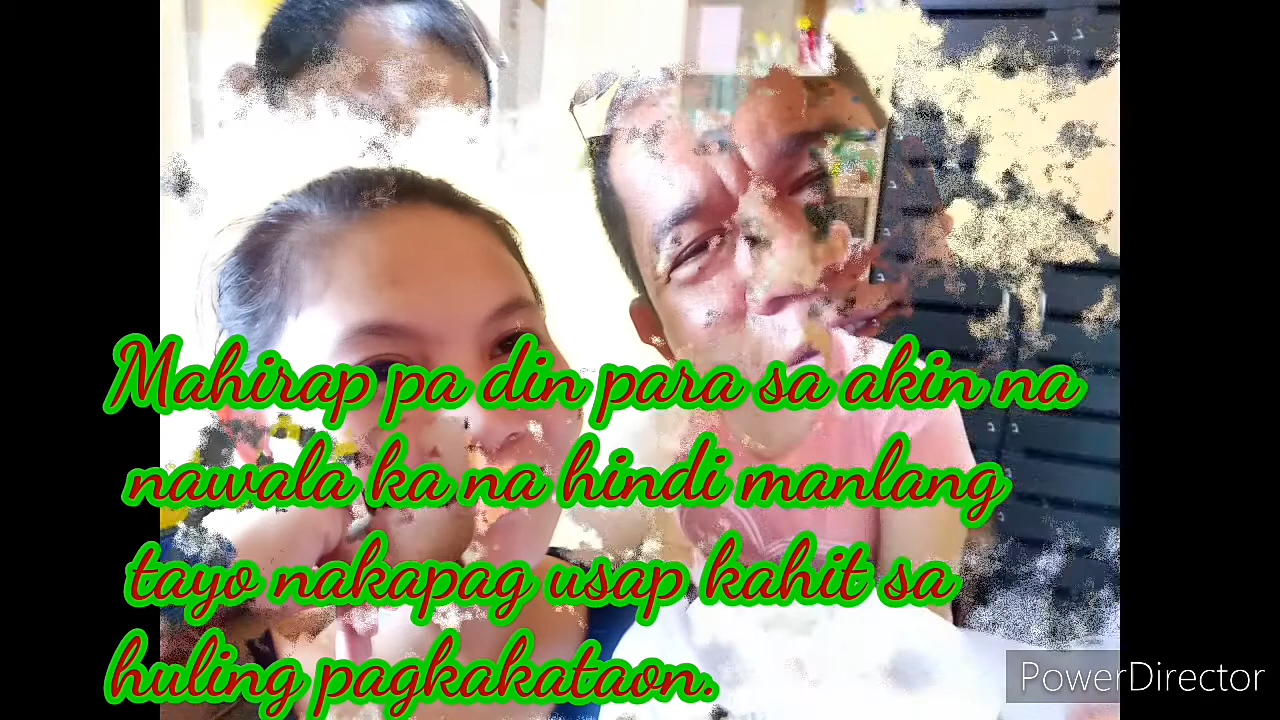 Mahirap pa din para sa akin na
nawala ka na hindi manlang
tayo nakapag usap kahit sa
huling pagkakataon.
PowerDirector